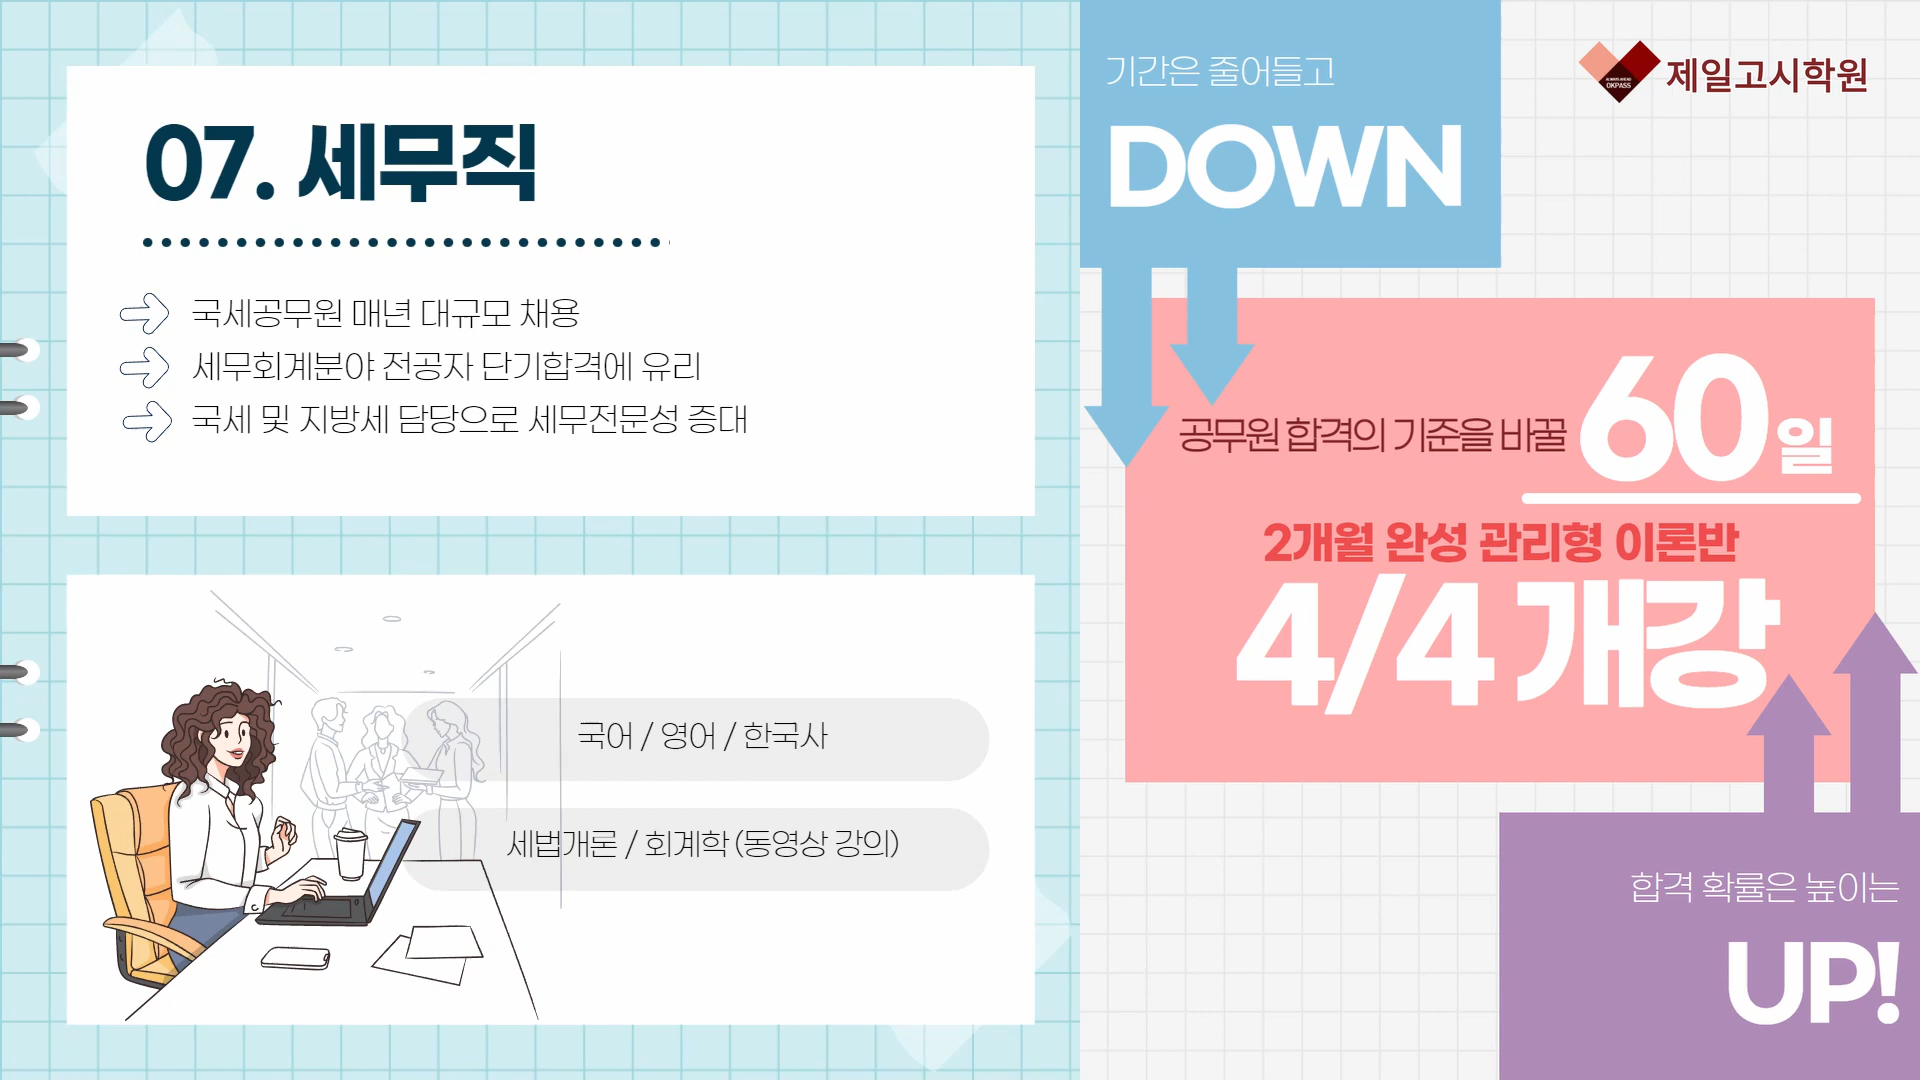 07. 세무직
국세공무원 매년 대규모 채용
세무회계분야 전공자 단기합격에 유리
국세 및 지방세 담당으로 세무전문성 증대
국어 / 영어 / 한국사
세법개론 / 회계학 (동영상 강의)
기간은 줄어들고
DOWN
ALWAYS AHEAD
OKPASS
제일고시학원
공무원 합격의 기준을 바꿀 60일
2개월 완성 관리형 이론반
4/4 개강
합격 확률은 높이는
UP!